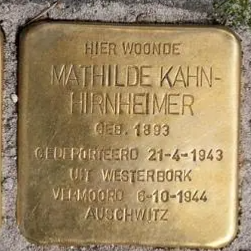 HIER WOONDE
MATHILDE KAHN-
HIRNHEIMER
GEB. 1893
GEDEPORTEERD 21-4-1943
UIT WESTERBORK
VERMOORD 6-10-1944
AUSCHWITZ